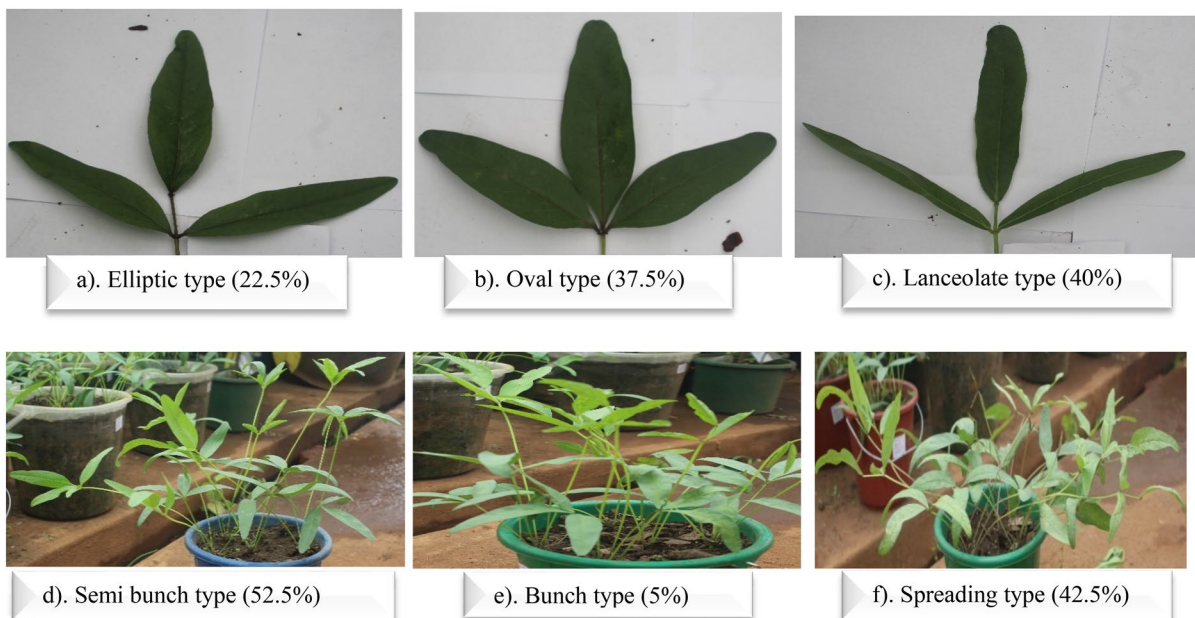 a). Elliptic type (22.5%)
b). Oval type (37.5%)
c). Lanceolate type (40%)
d). Semi bunch type (52.5%)
e). Bunch type (5%)
f). Spreading type (42.5%)